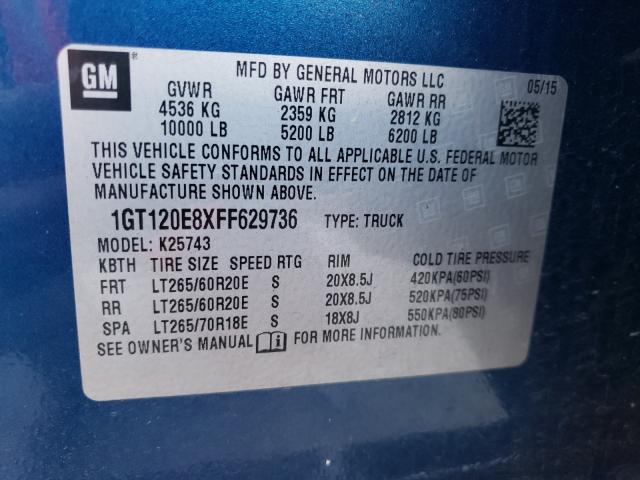 GM
MFD BY GENERAL MOTORS LLC
05/15
GVWR GAWR FRT GAWR RR
4536 KG 2359 KG 2812 KG
10000 LB 5200 LB 6200 LB
THIS VEHICLE CONFORMS TO ALL APPLICABLE U.S. FEDERAL MOTOR
VEHICLE SAFETY STANDARDS IN EFFECT ON THE DATE OF
MANUFACTURE SHOWN ABOVE.
1GT120E8XFF629736 TYPE: TRUCK
MODEL: K25743
KBTH TIRE SIZE SPEED RTG RIM COLD TIRE PRESSURE
FRT LT265/60R20E S 20X8.5J 420KPA(60PSI)
RR LT265/60R20E S 20X8.5J 520KPA(75PSI)
SPA LT265/70R18E S 18X8J 550KPA(80PSI)
SEE OWNER'S MANUAL FOR MORE INFORMATION.